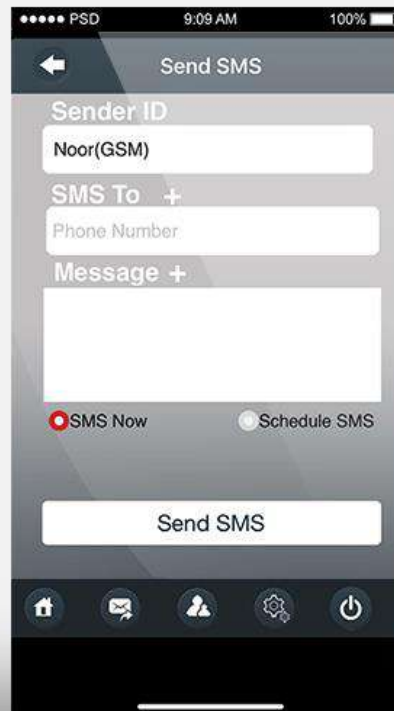 PSD 9:09 AM 100%
Send SMS
Sender ID
Noor(GSM)
SMS To +
Phone Number
Message +
SMS Now Schedule SMS
Send SMS